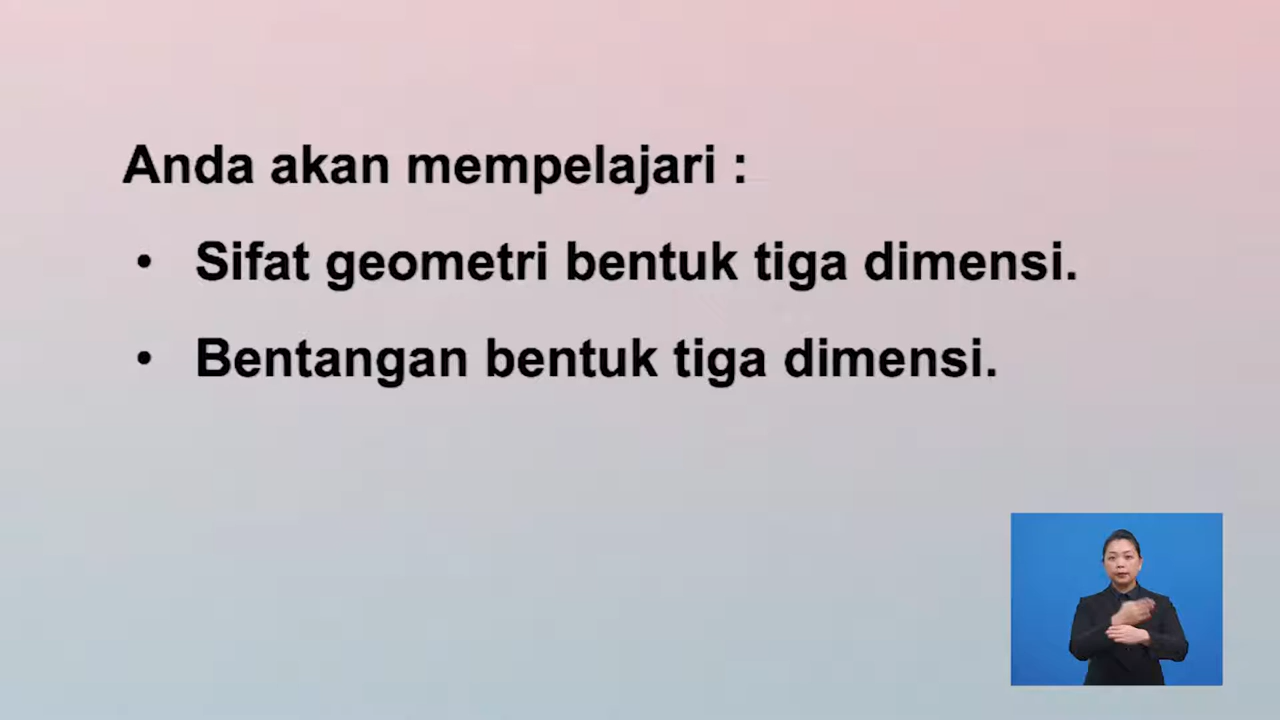 Anda akan mempelajari :
• Sifat geometri bentuk tiga dimensi.
• Bentangan bentuk tiga dimensi.